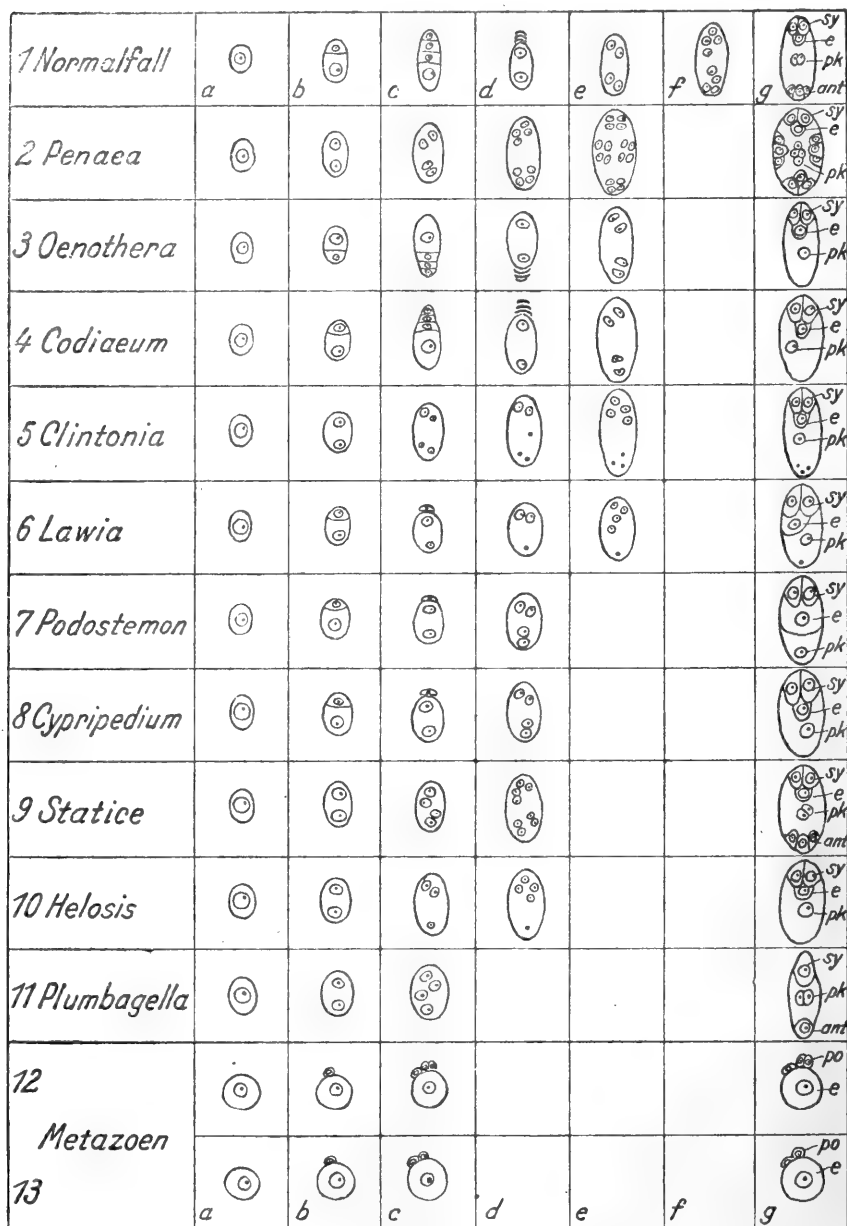 1 Normalfall a b c d e f g sy e pk ant
2 Penaea sy e pk
3 Oenothera sy e pk
4 Codiaeum sy e pk
5 Clintonia sy e pk
6 Lawia sy e pk
7 Podostemon sy e pk
8 Cypripedium sy e pk
9 Statice sy e pk ant
10 Helosis sy e pk
11 Plumbagella sy pk ant
12 po e
Metazoen
13 a b c d e f g po e